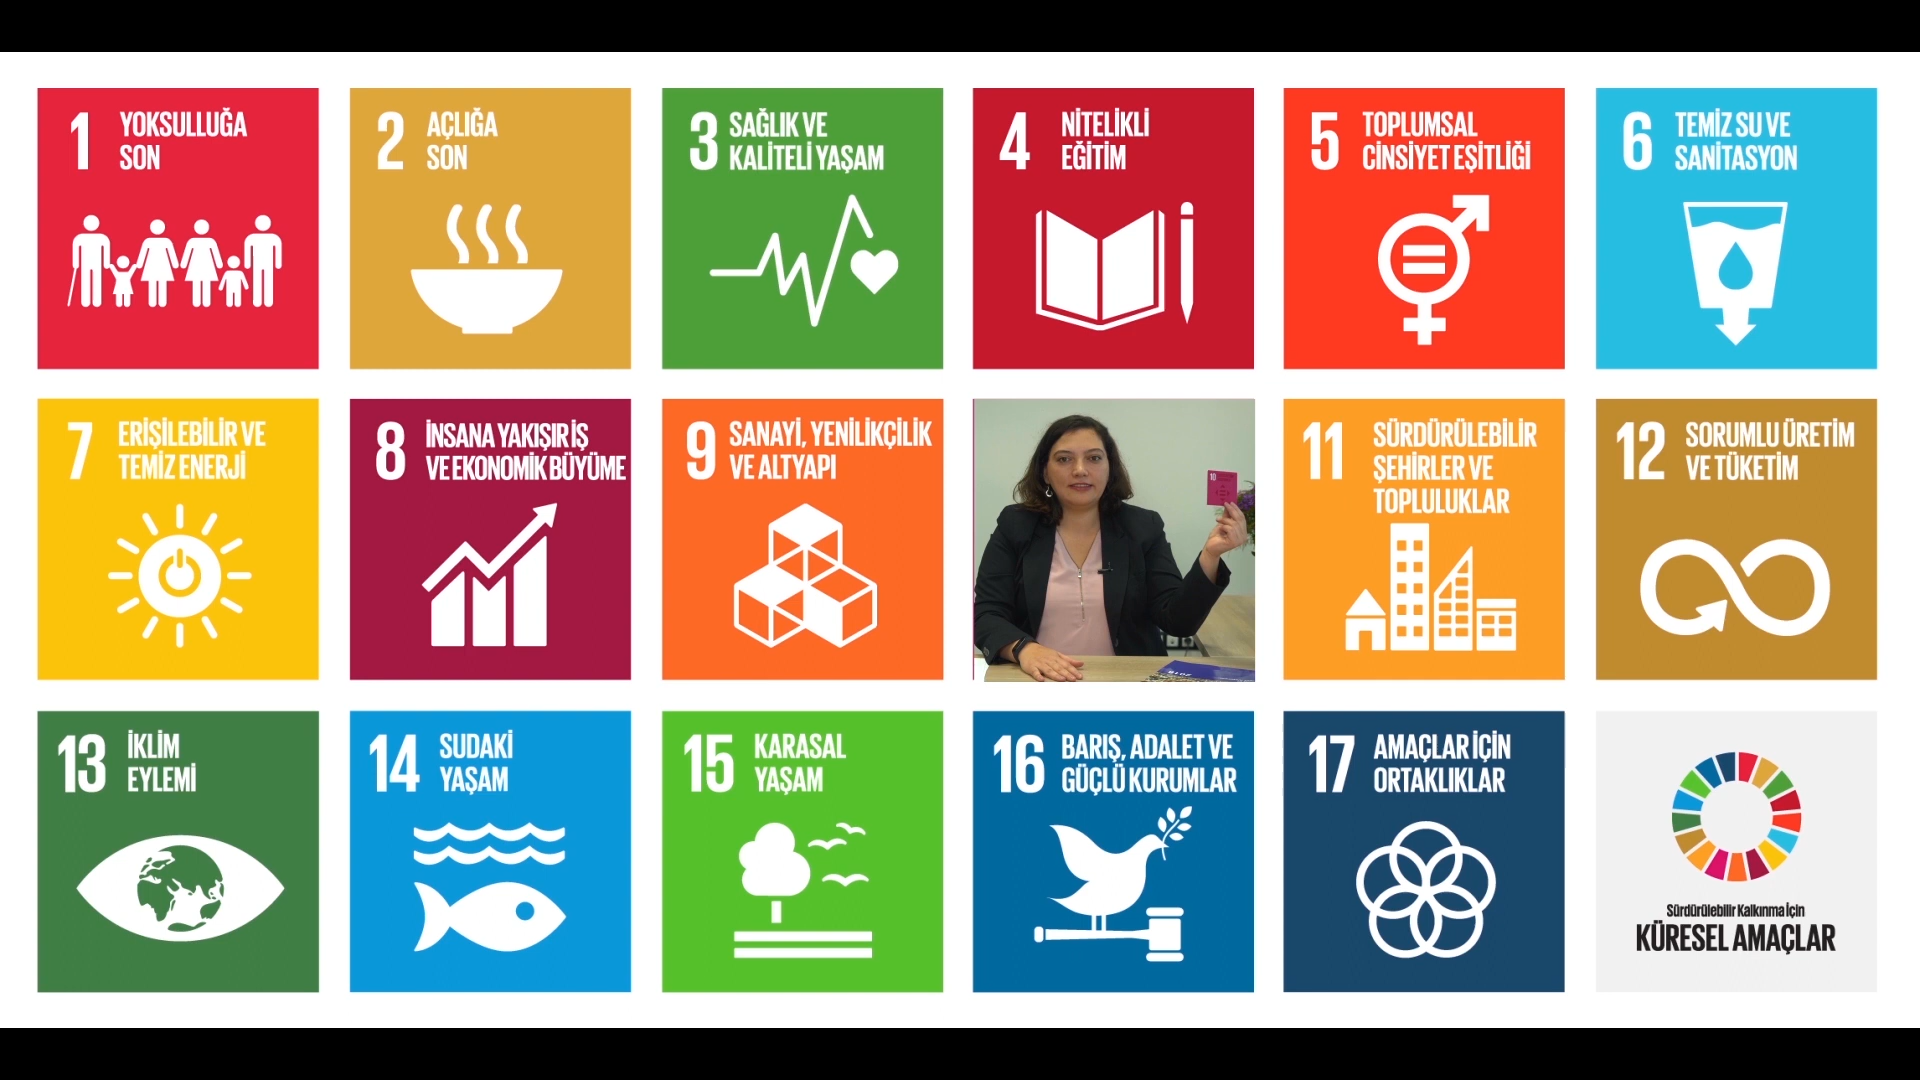 1 YOKSULLUĞA
SON
2 AÇLIĞA
SON
3 SAĞLIK VE
KALİTELİ YAŞAM
4 NİTELİKLİ
EĞİTİM
5 TOPLUMSAL
CİNSİYET EŞİTLİĞİ
6 TEMİZ SU VE
SANİTASYON
7 ERİŞİLEBİLİR VE
TEMİZ ENERJİ
8 İNSANA YAKIŞIR İŞ
VE EKONOMİK BÜYÜME
9 SANAYİ, YENİLİKÇİLİK
VE ALTYAPI
10
11 SÜRDÜRÜLEBİLİR
ŞEHİRLER VE
TOPLULUKLAR
12 SORUMLU ÜRETİM
VE TÜKETİM
13 İKLİM
EYLEMİ
14 SUDAKİ
YAŞAM
15 KARASAL
YAŞAM
16 BARIŞ, ADALET VE
GÜÇLÜ KURUMLAR
17 AMAÇLAR İÇİN
ORTAKLIKLAR
Sürdürülebilir Kalkınma İçin
KÜRESEL AMAÇLAR